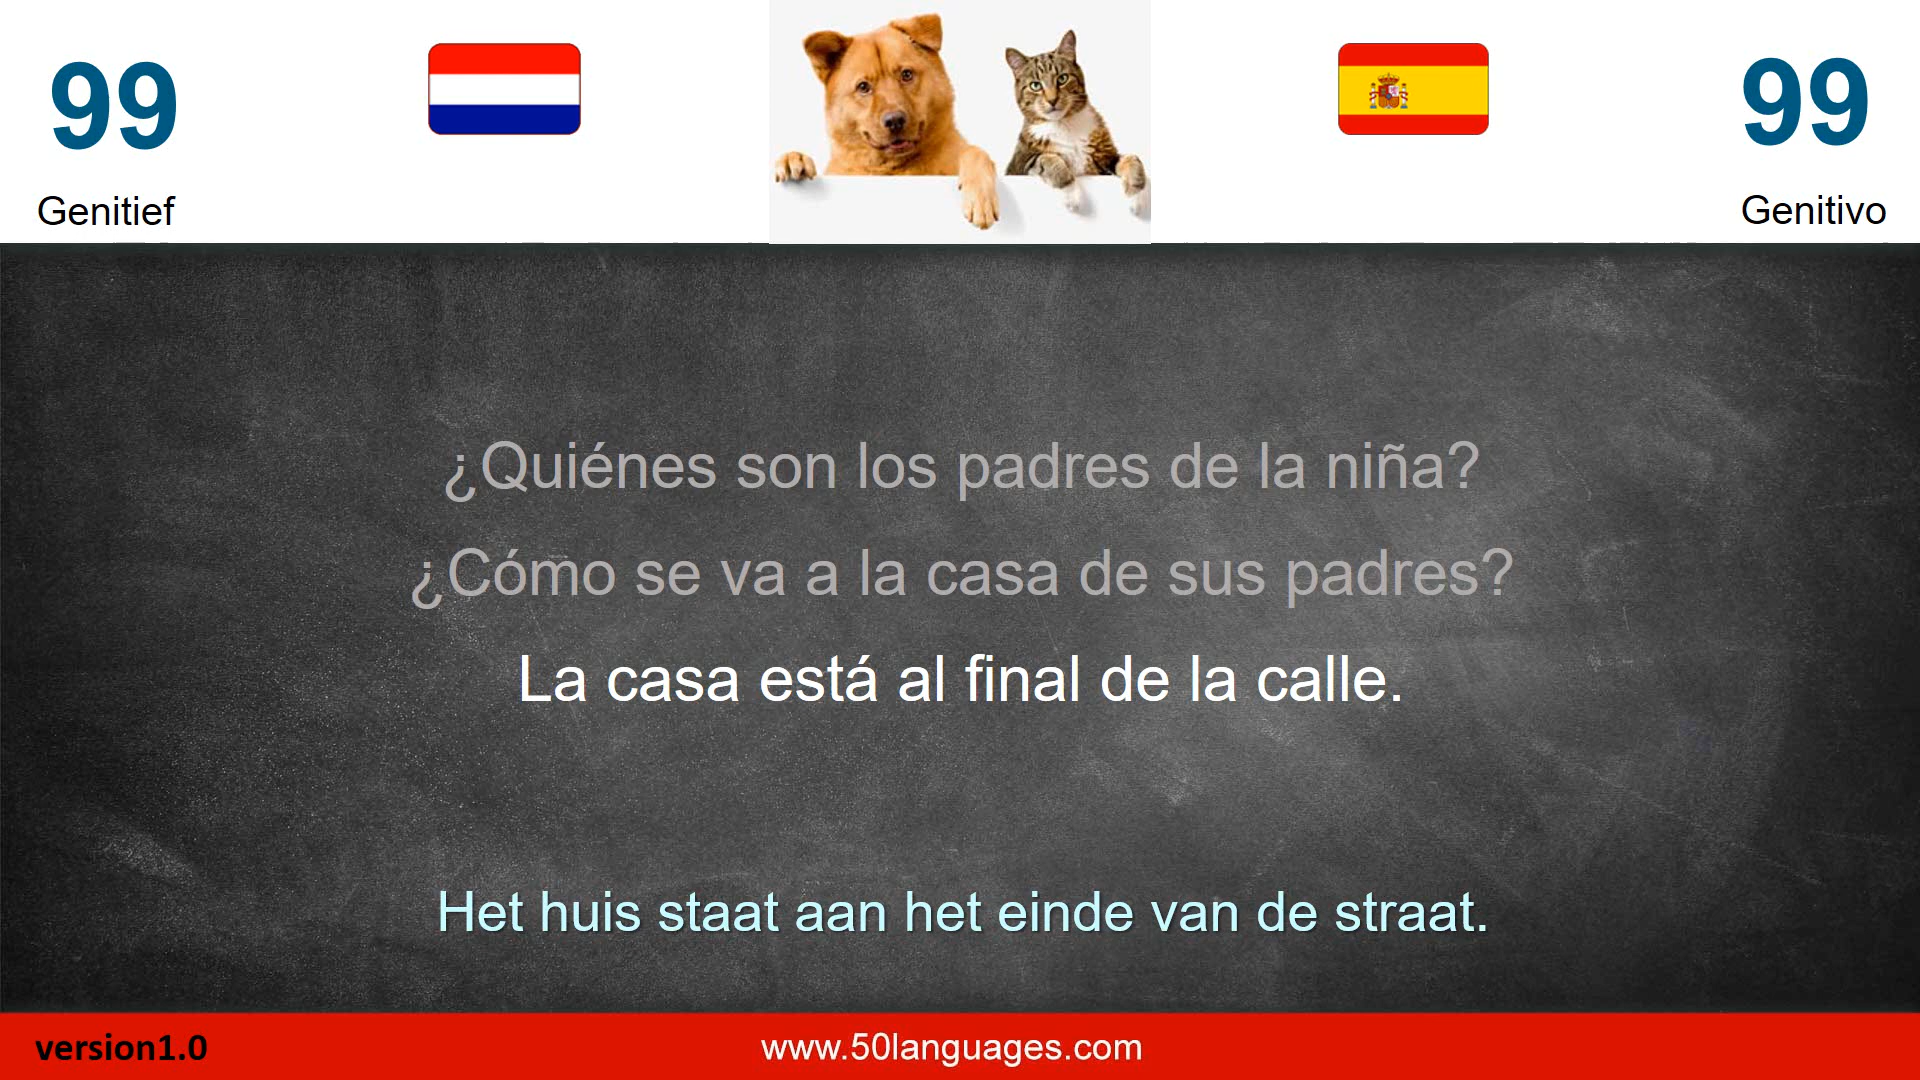 99
99
Genitief
Genitivo
¿Quiénes son los padres de la niña?
¿Cómo se va a la casa de sus padres?
La casa está al final de la calle.
Het huis staat aan het einde van de straat.
version1.0
www.50languages.com